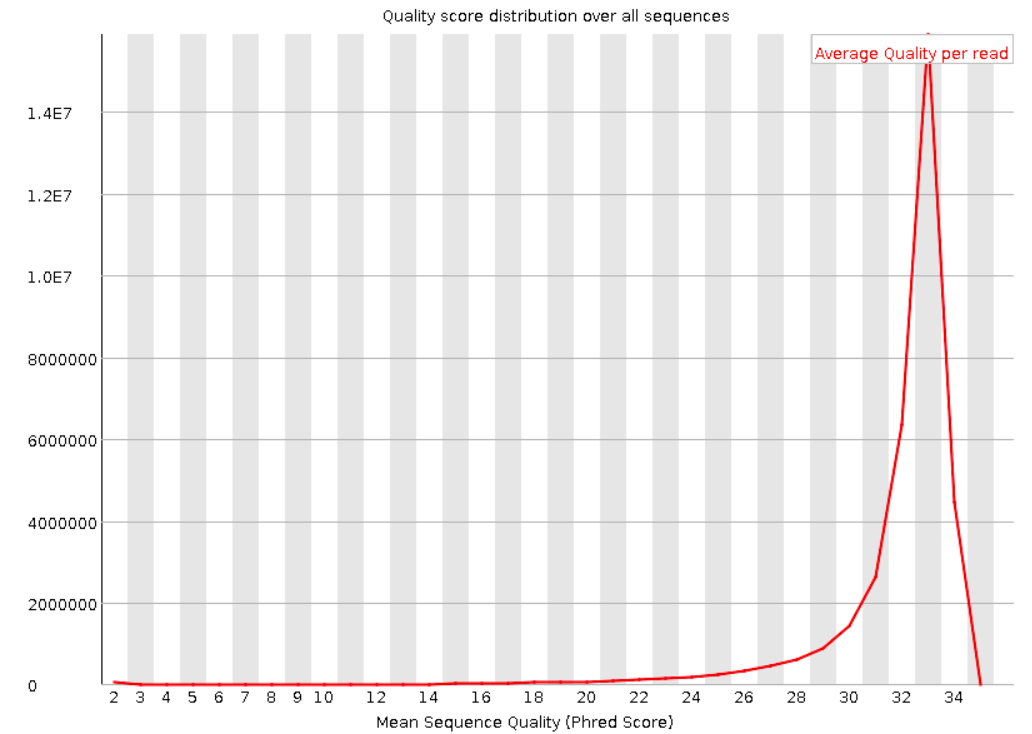 Quality score distribution over all sequences
Average Quality per read
1.4E7
1.2E7
1.0E7
8000000
6000000
4000000
2000000
0
2 3 4 5 6 7 8 9 10 12 14 16 18 20 22 24 26 28 30 32 34
Mean Sequence Quality (Phred Score)